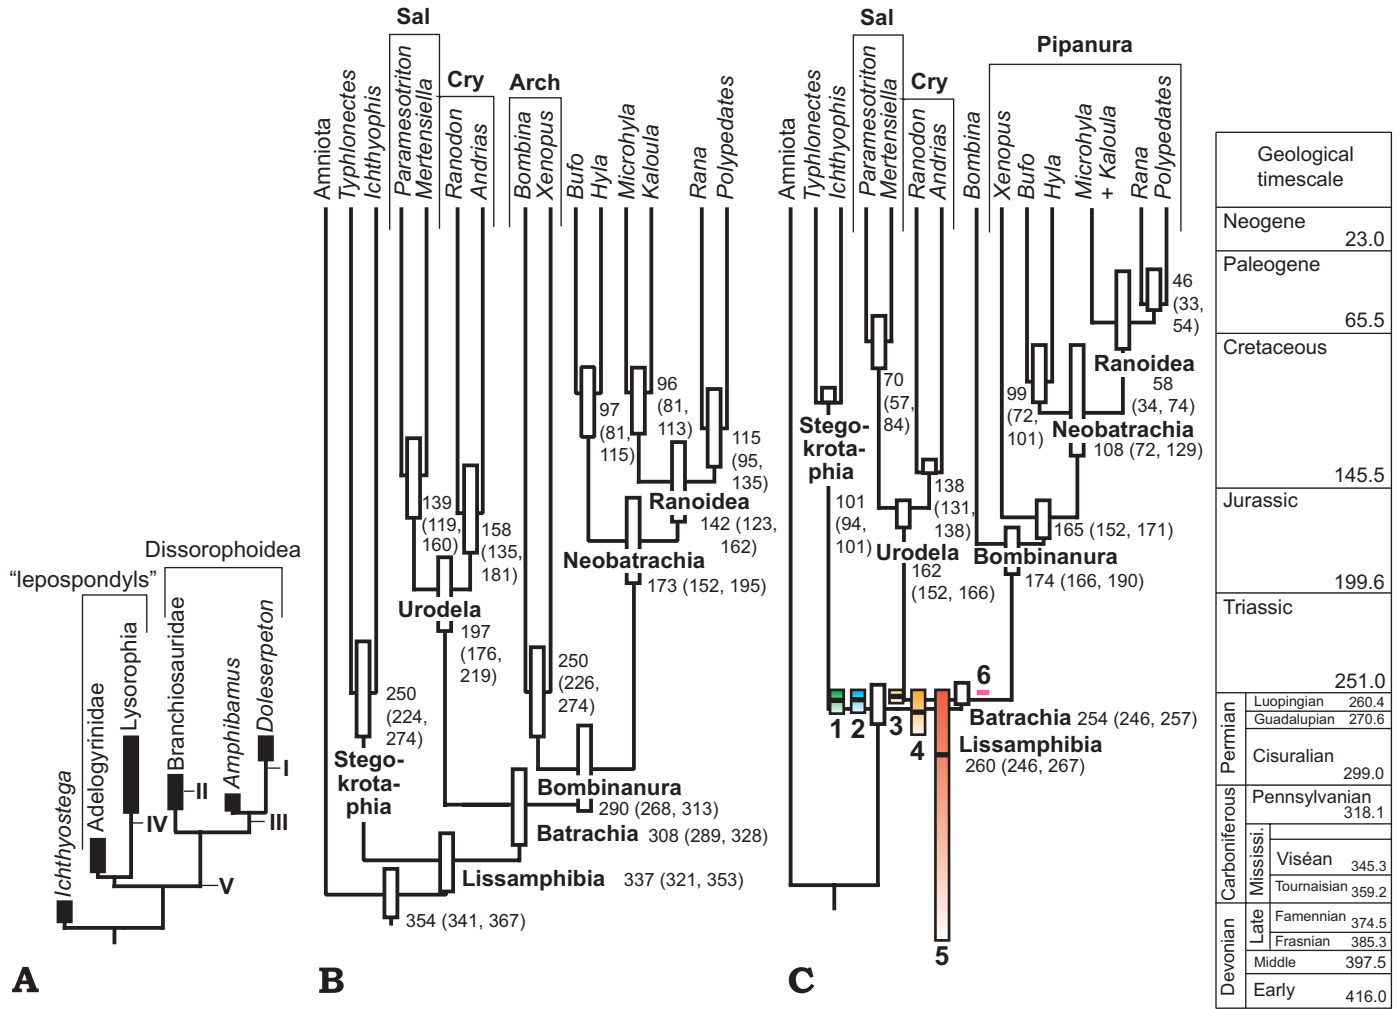 Dissorophoidea
“lepospondyls”
Ichthyostega
Adelogyrinidae
Lysorophia
Branchiosauridae
Amphibamus
Doleserpeton
I
II
III
IV
V
A
Sal
Cry
Arch
Amniota
Typhlonectes
Ichthyophis
Paramesotriton
Mertensiella
Ranodon
Andrias
Bombina
Xenopus
Bufo
Hyla
Microhyla
Kaloula
Rana
Polypedates
97
(81,
115)
96
(81,
113)
115
(95,
135)
139
(119,
160)
158
(135,
181)
Ranoidea
142 (123,
162)
Neobatrachia
173 (152, 195)
Urodela
197
(176,
219)
250
(226,
274)
250
(224,
274)
Stego-
krota-
phia
Bombinanura
290 (268, 313)
Batrachia 308 (289, 328)
Lissamphibia 337 (321, 353)
354 (341, 367)
B
Sal
Cry
Pipanura
Amniota
Typhlonectes
Ichthyophis
Paramesotriton
Mertensiella
Ranodon
Andrias
Bombina
Xenopus
Bufo
Hyla
Microhyla
+ Kaloula
Rana
Polypedates
46
(33,
54)
Ranoidea
58
(34, 74)
70
(57,
84)
99
(72,
101)
Neobatrachia
108 (72, 129)
Stego-
krota-
phia
101
(94,
101)
138
(131,
138)
165 (152, 171)
Urodela
162
(152, 166)
Bombinanura
174 (166, 190)
1
2
3
4
5
6
Batrachia 254 (246, 257)
Lissamphibia
260 (246, 267)
C
Geological
timescale
Neogene
23.0
Paleogene
65.5
Cretaceous
145.5
Jurassic
199.6
Triassic
251.0
Permian
Luopingian 260.4
Guadalupian 270.6
Cisuralian
299.0
Carboniferous
Pennsylvanian
318.1
Mississi.
Viséan
345.3
Tournaisian 359.2
Devonian
Late
Famennian 374.5
Frasnian 385.3
Middle 397.5
Early 416.0